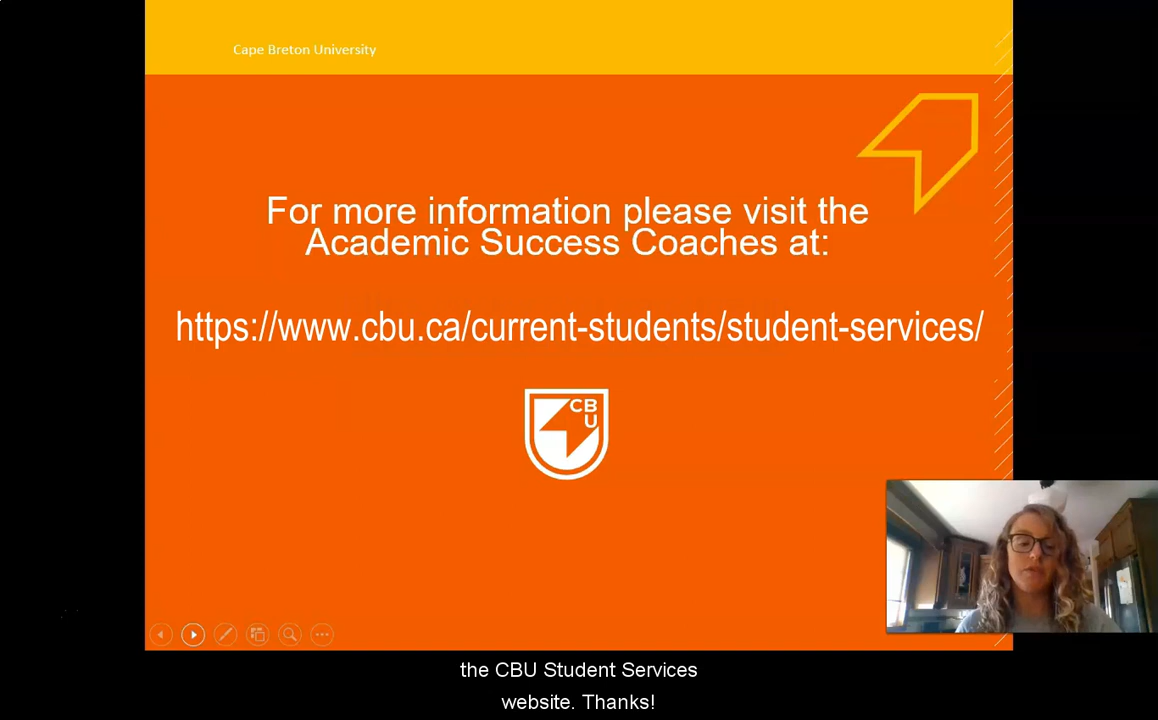 Cape Breton University
For more information please visit the
Academic Success Coaches at:
https://www.cbu.ca/current-students/student-services/
CB
U
the CBU Student Services
website. Thanks!